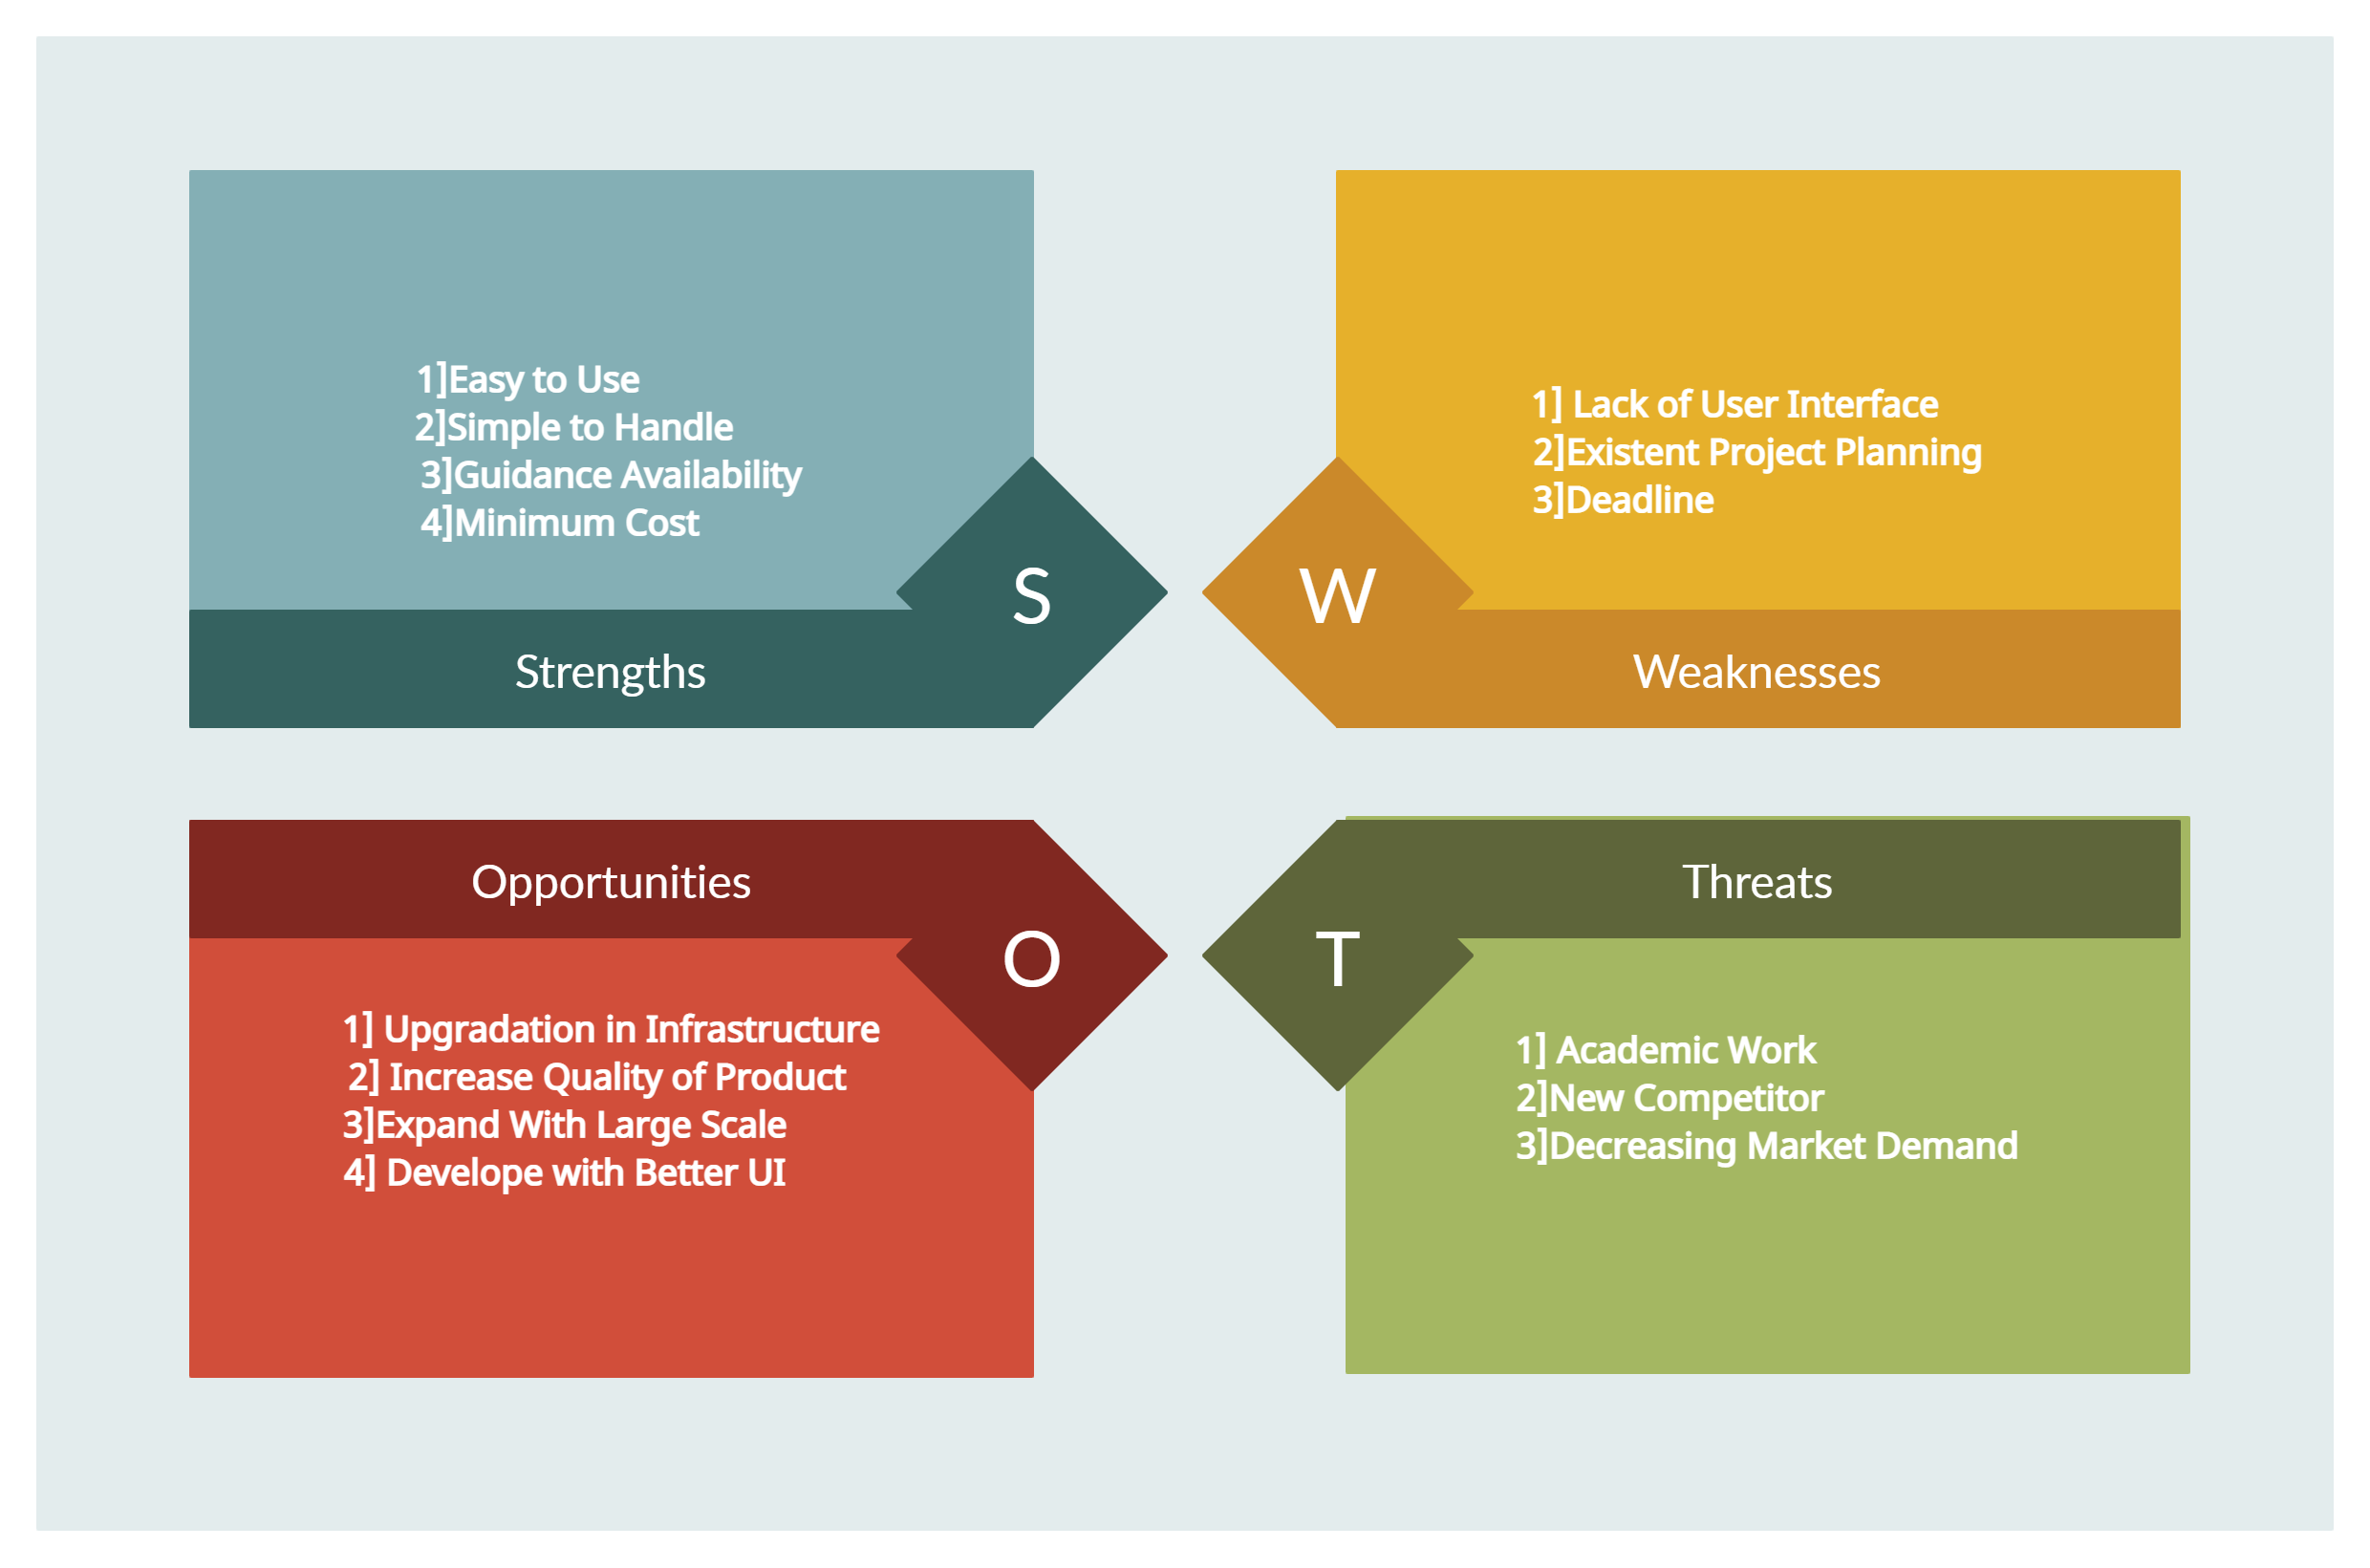 1]Easy to Use
2]Simple to Handle
3]Guidance Availability
4]Minimum Cost
S
Strengths
1] Lack of User Interface
2]Existent Project Planning
3]Deadline
W
Weaknesses
Opportunities
O
1] Upgradation in Infrastructure
2] Increase Quality of Product
3]Expand With Large Scale
4] Develope with Better UI
Threats
T
1] Academic Work
2]New Competitor
3]Decreasing Market Demand